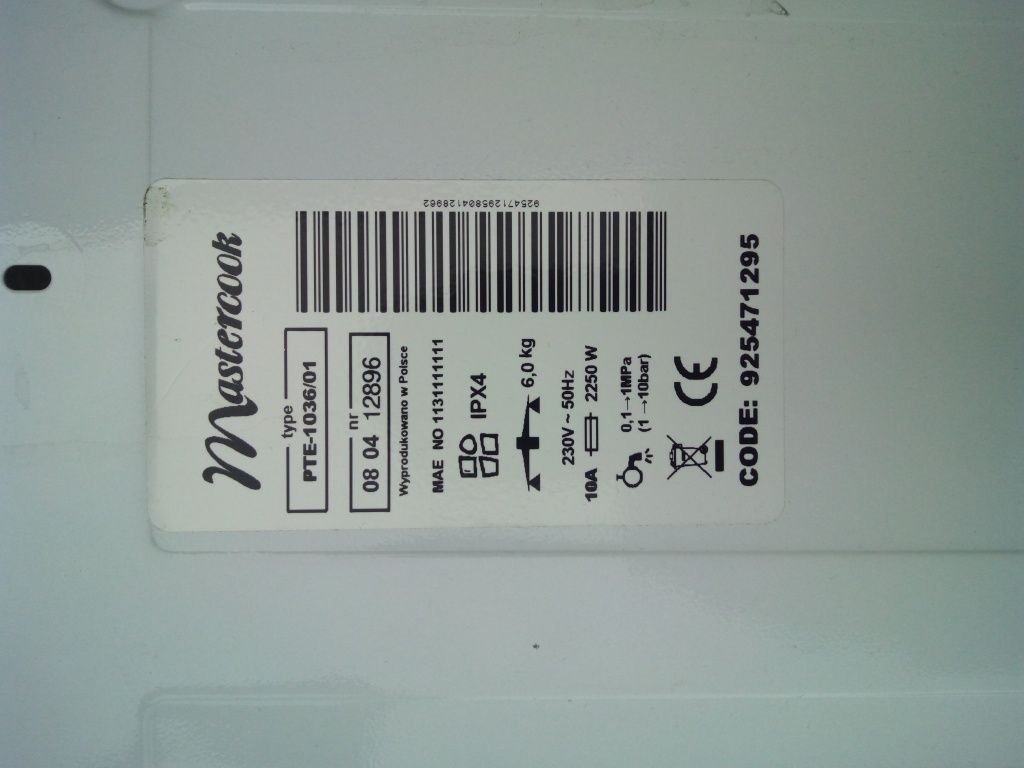 Mastercook
type
PTE-1036/01
nr
08 04 12896
Wyprodukowano w Polsce
MAE NO 1131111111
IPX4
6,0 kg
230V ~ 50Hz
10A 2250 W
0,1→1MPa
(1→10bar)
CE
CODE: 925471295
925471295804128962